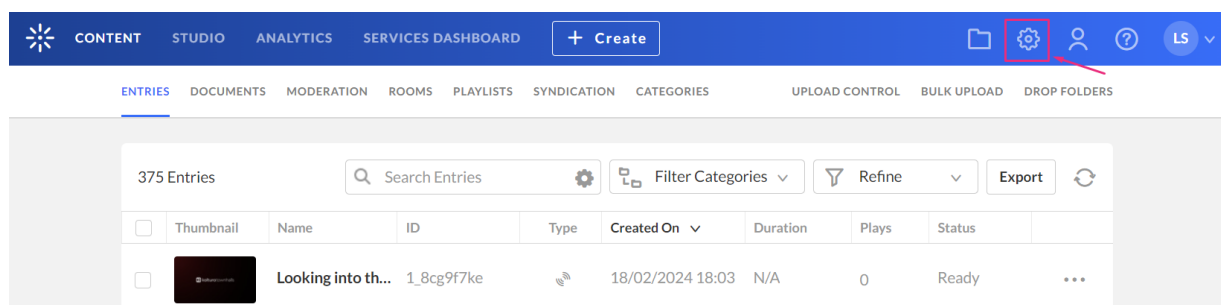 CONTENT STUDIO ANALYTICS SERVICES DASHBOARD + Create ? LS
ENTRIES DOCUMENTS MODERATION ROOMS PLAYLISTS SYNDICATION CATEGORIES UPLOAD CONTROL BULK UPLOAD DROP FOLDERS
375 Entries Search Entries Filter Categories Refine Export
Thumbnail Name ID Type Created On Duration Plays Status
Looking into th... 1_8cg9f7ke 18/02/2024 18:03 N/A 0 Ready